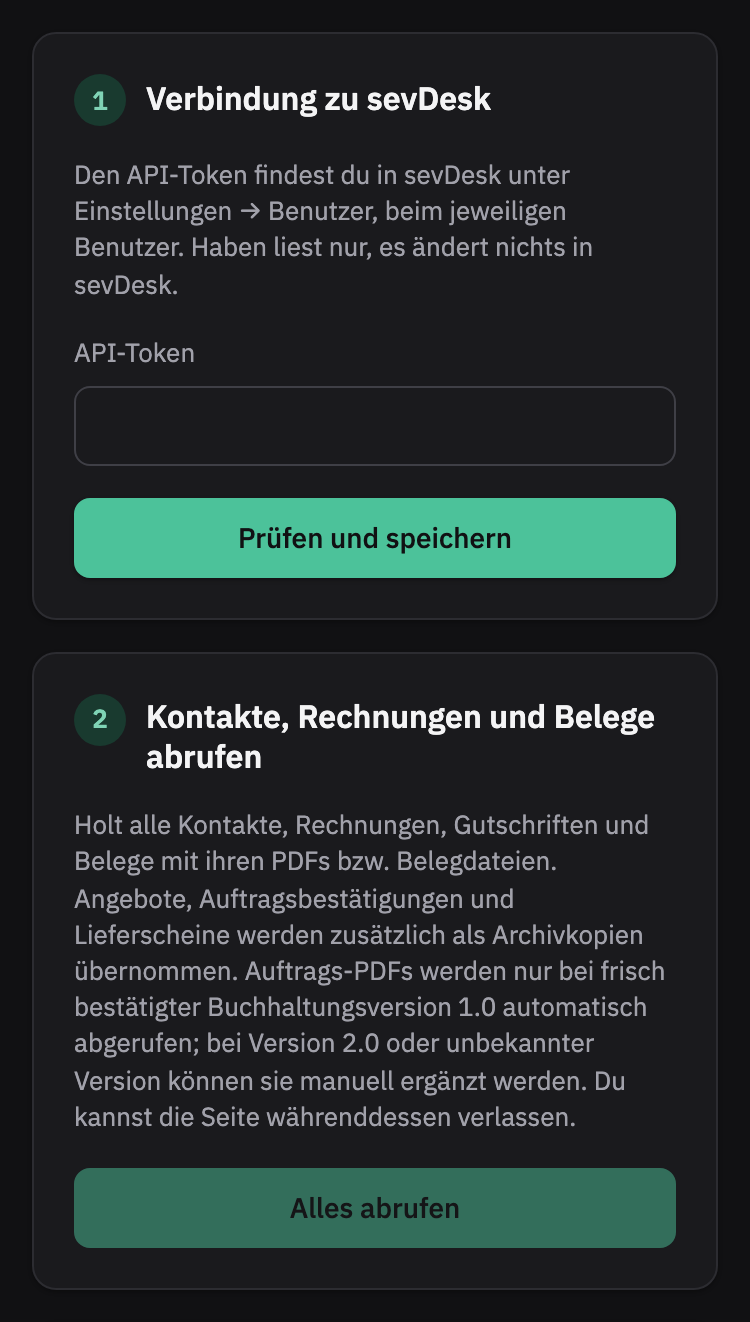 1
Verbindung zu sevDesk
Den API-Token findest du in sevDesk unter
Einstellungen → Benutzer, beim jeweiligen
Benutzer. Haben liest nur, es ändert nichts in
sevDesk.
API-Token
Prüfen und speichern
2
Kontakte, Rechnungen und Belege
abrufen
Holt alle Kontakte, Rechnungen, Gutschriften und
Belege mit ihren PDFs bzw. Belegdateien.
Angebote, Auftragsbestätigungen und
Lieferscheine werden zusätzlich als Archivkopien
übernommen. Auftrags-PDFs werden nur bei frisch
bestätigter Buchhaltungsversion 1.0 automatisch
abgerufen; bei Version 2.0 oder unbekannter
Version können sie manuell ergänzt werden. Du
kannst die Seite währenddessen verlassen.
Alles abrufen